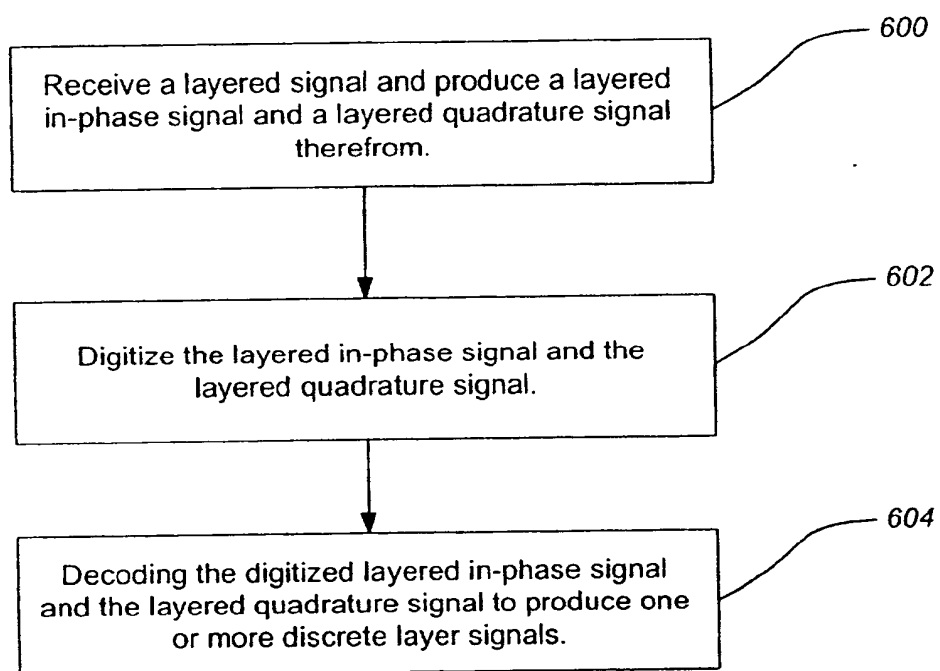 600
Receive a layered signal and produce a layered
in-phase signal and a layered quadrature signal
therefrom.
602
Digitize the layered in-phase signal and the
layered quadrature signal.
604
Decoding the digitized layered in-phase signal
and the layered quadrature signal to produce one
or more discrete layer signals.